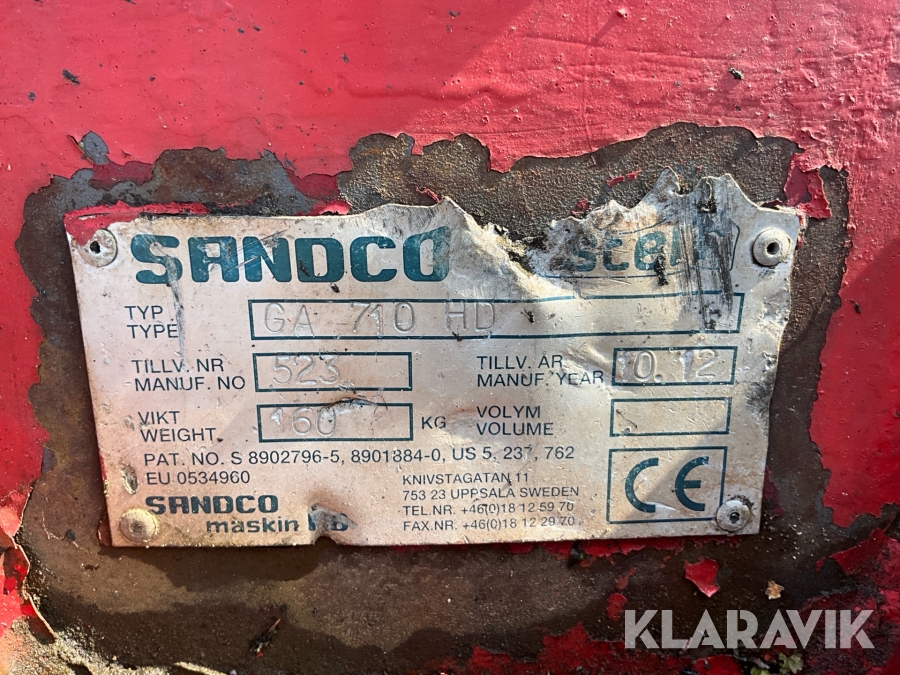 SANDCO
TYP
TYPE
GA 710 HD
TILLV. NR
MANUF. NO
523
TILLV. ÅR
MANUF. YEAR
10.12
VIKT
WEIGHT
160
KG
VOLYM
VOLUME
PAT. NO. S 8902796-5, 8901884-0, US 5, 237, 762
EU 0534960
CE
SANDCO
maskin
KNIVSTAGATAN 11
753 23 UPPSALA SWEDEN
TEL.NR. +46(0)18 12 59 70
FAX.NR. +46(0)18 12 29 70
KLARAVIK